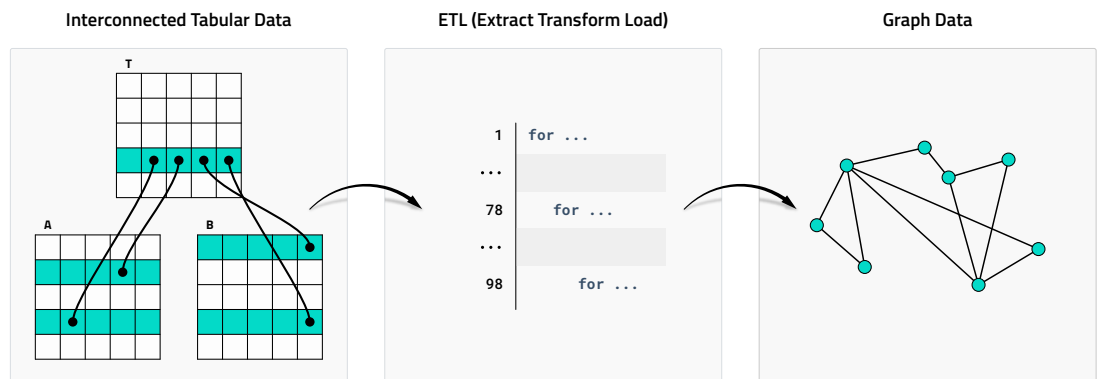 Interconnected Tabular Data
ETL (Extract Transform Load)
Graph Data
T
A
B
1 for ...
...
78 for ...
...
98 for ...